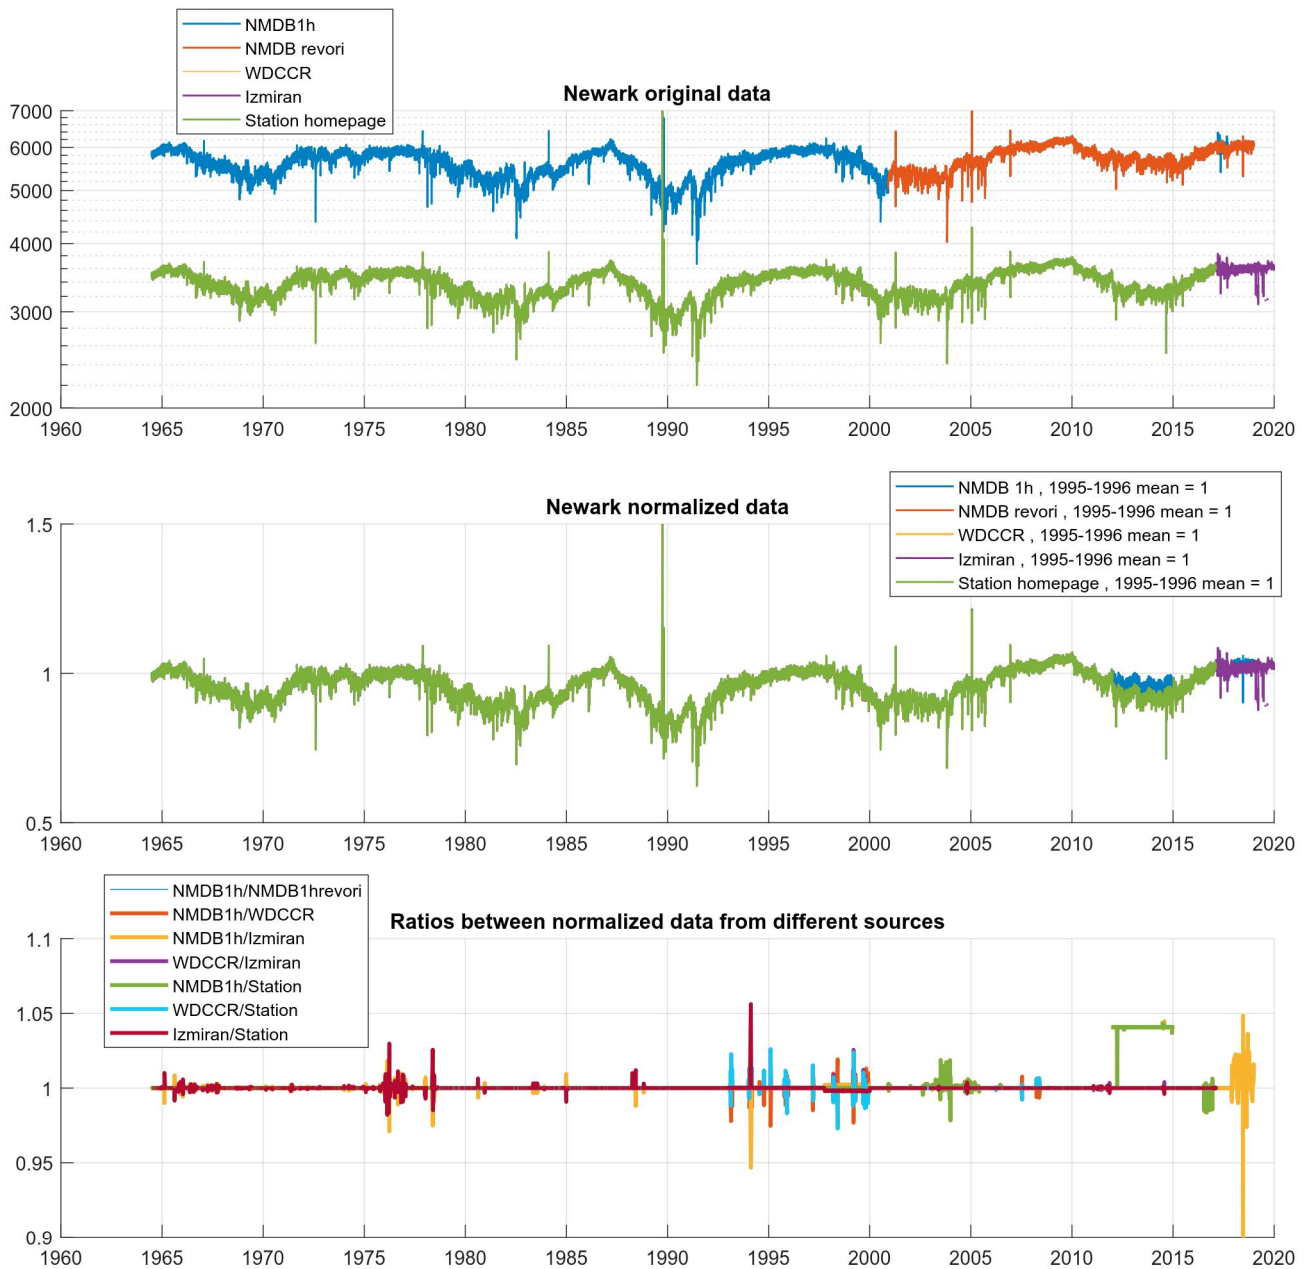 NMDB1h
NMDB revori
WDCCR
Izmiran
Station homepage
Newark original data
7000
6000
5000
4000
3000
2000
1960 1965 1970 1975 1980 1985 1990 1995 2000 2005 2010 2015 2020
NMDB 1h , 1995-1996 mean = 1
NMDB revori , 1995-1996 mean = 1
WDCCR , 1995-1996 mean = 1
Izmiran , 1995-1996 mean = 1
Station homepage , 1995-1996 mean = 1
Newark normalized data
1.5
1
0.5
1960 1965 1970 1975 1980 1985 1990 1995 2000 2005 2010 2015 2020
NMDB1h/NMDB1hrevori
NMDB1h/WDCCR
NMDB1h/Izmiran
WDCCR/Izmiran
NMDB1h/Station
WDCCR/Station
Izmiran/Station
Ratios between normalized data from different sources
1.1
1.05
1
0.95
0.9
1960 1965 1970 1975 1980 1985 1990 1995 2000 2005 2010 2015 2020